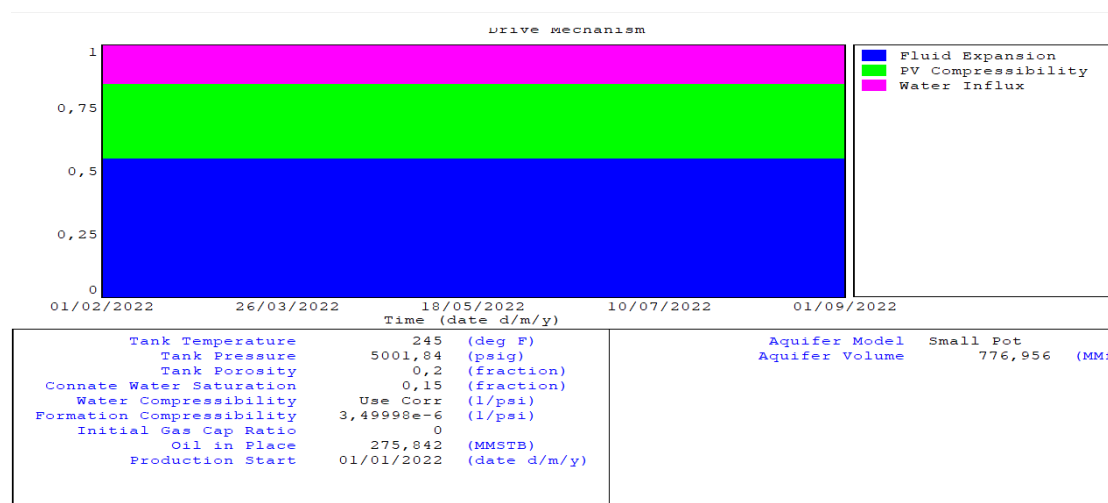 Drive Mechanism
1
0,75
0,5
0,25
0
Fluid Expansion
PV Compressibility
Water Influx
01/02/2022 26/03/2022 18/05/2022 10/07/2022 01/09/2022
Time (date d/m/y)
Tank Temperature 245 (deg F)
Tank Pressure 5001,84 (psig)
Tank Porosity 0,2 (fraction)
Connate Water Saturation 0,15 (fraction)
Water Compressibility Use Corr (1/psi)
Formation Compressibility 3,49998e-6 (1/psi)
Initial Gas Cap Ratio 0
Oil in Place 275,842 (MMSTB)
Production Start 01/01/2022 (date d/m/y)
Aquifer Model Small Pot
Aquifer Volume 776,956